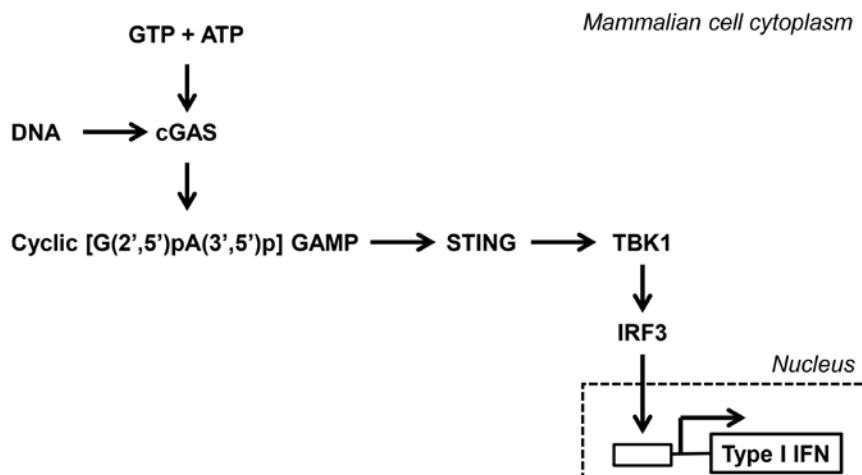 GTP + ATP
Mammalian cell cytoplasm
DNA
cGAS
Cyclic [G(2',5')pA(3',5')p] GAMP
STING
TBK1
IRF3
Nucleus
Type I IFN